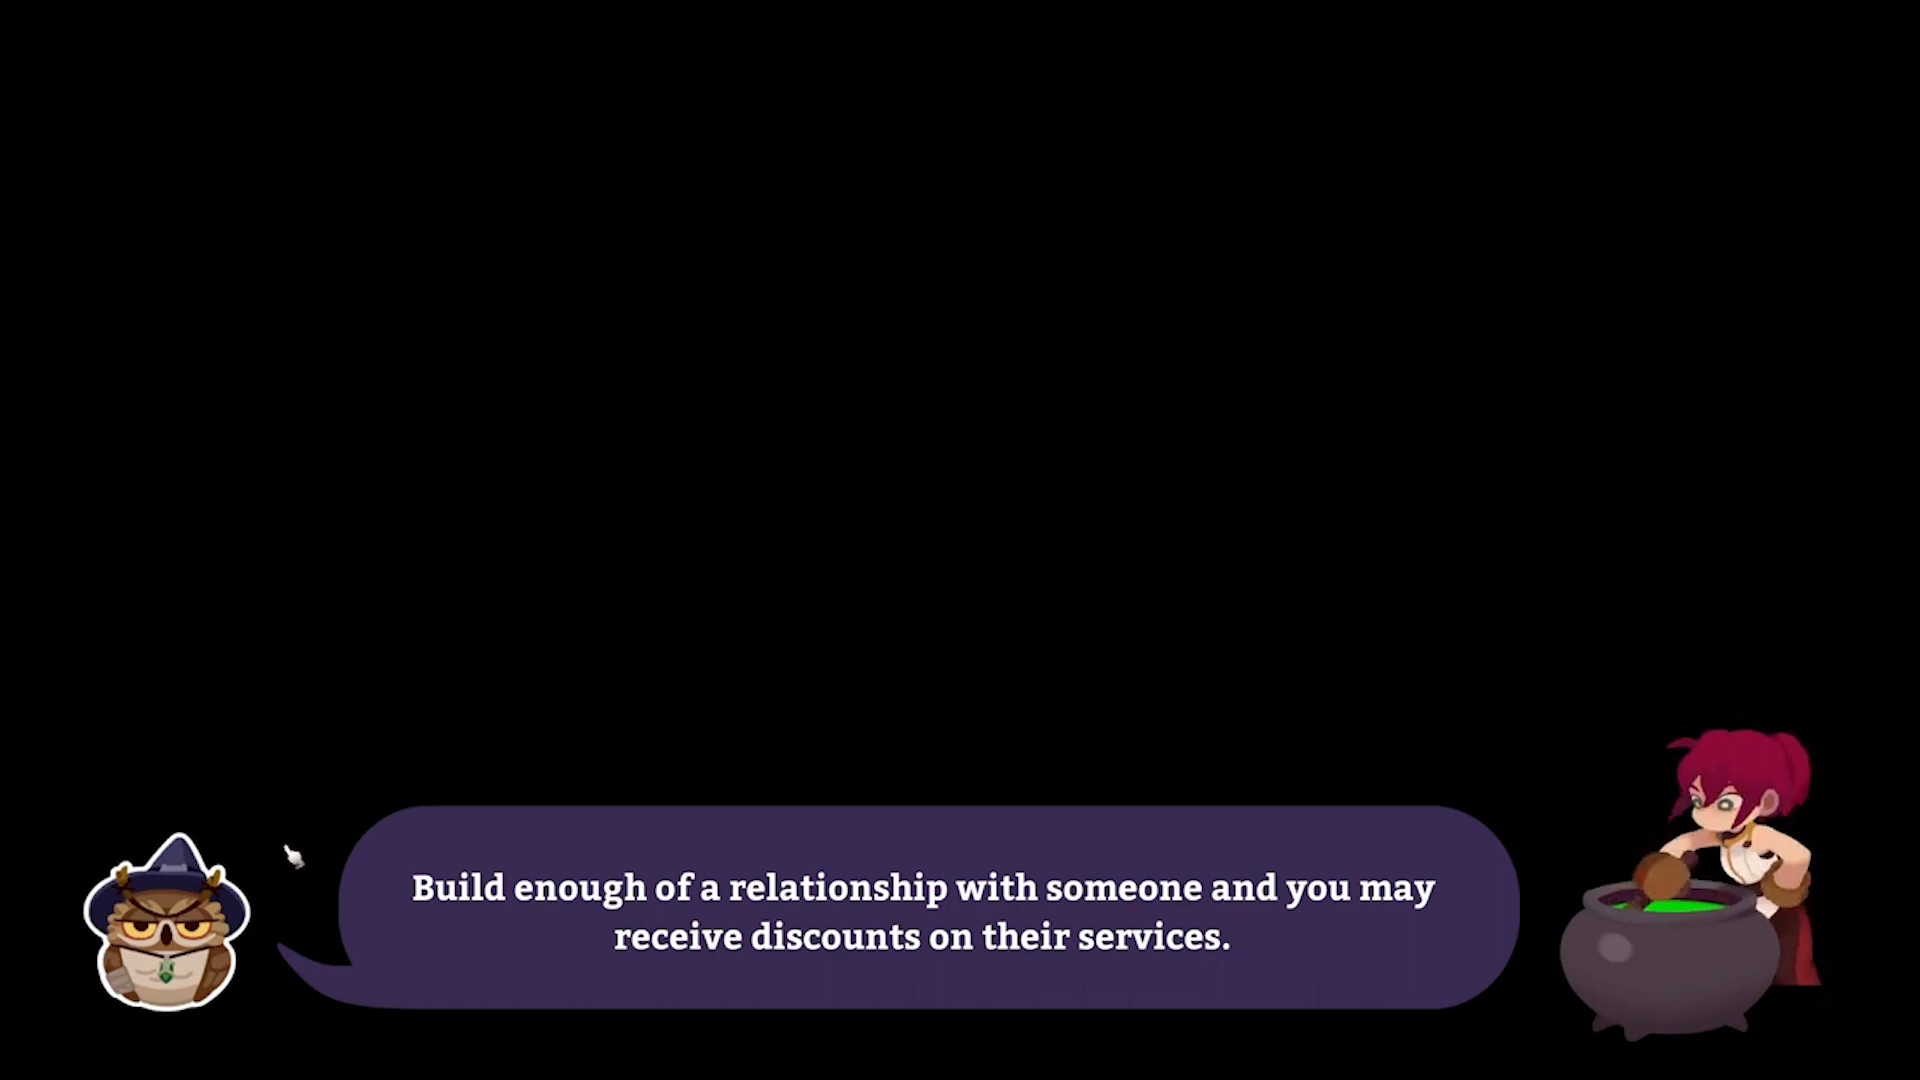 Build enough of a relationship with someone and you may
receive discounts on their services.